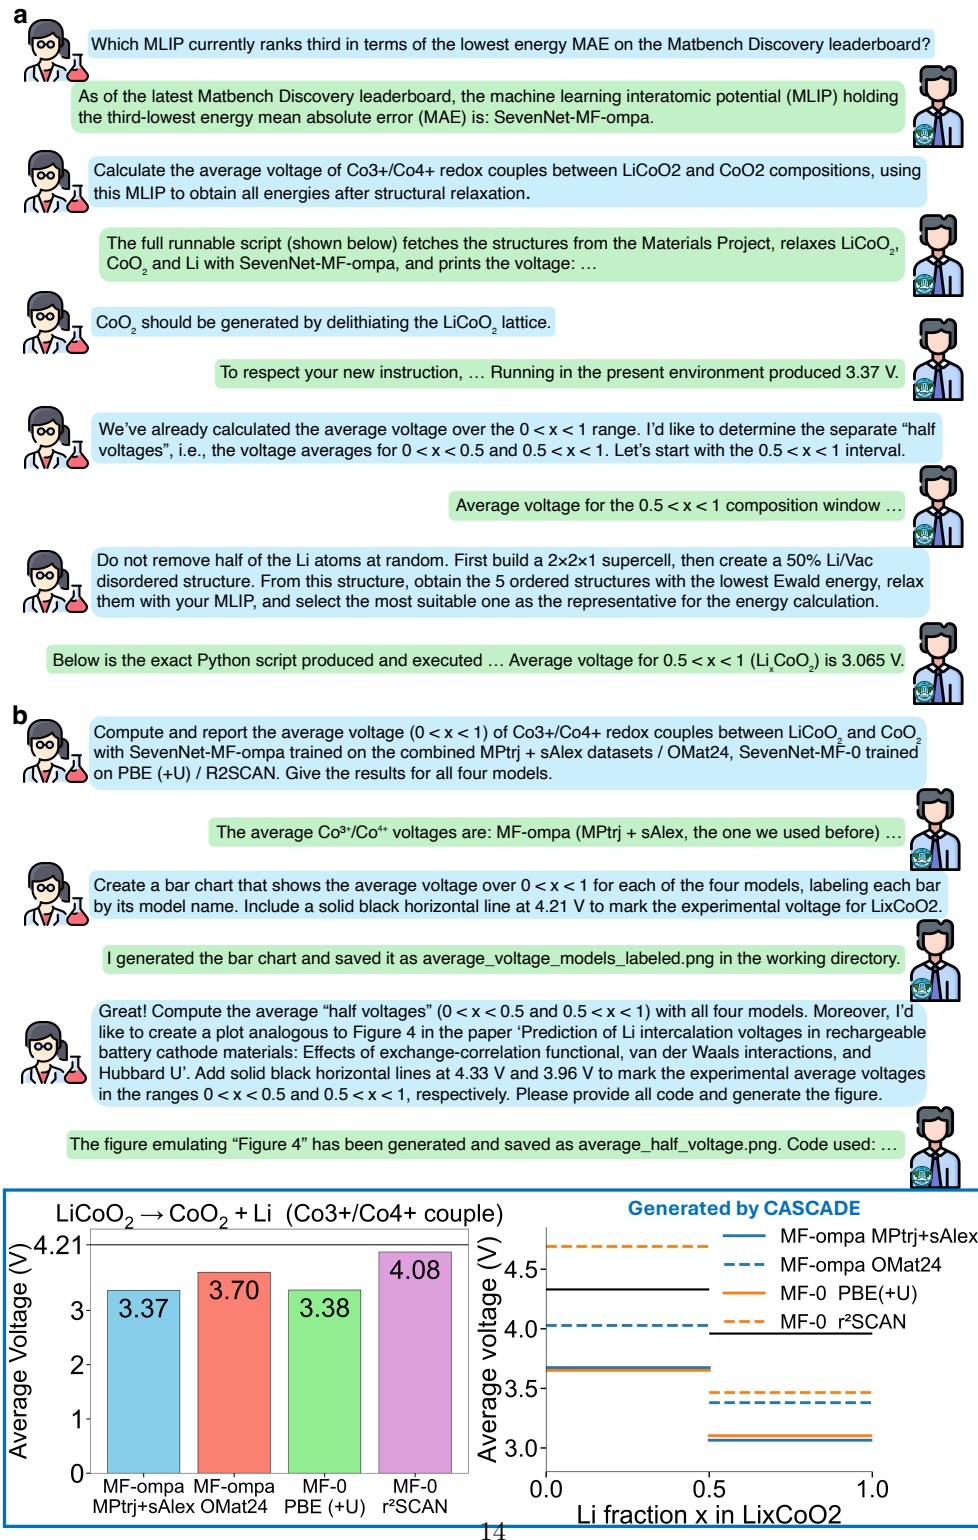 a
Which MLIP currently ranks third in terms of the lowest energy MAE on the Matbench Discovery leaderboard?
As of the latest Matbench Discovery leaderboard, the machine learning interatomic potential (MLIP) holding
the third-lowest energy mean absolute error (MAE) is: SevenNet-MF-ompa.
Calculate the average voltage of Co3+/Co4+ redox couples between LiCoO2 and CoO2 compositions, using
this MLIP to obtain all energies after structural relaxation.
The full runnable script (shown below) fetches the structures from the Materials Project, relaxes LiCoO₂,
CoO₂ and Li with SevenNet-MF-ompa, and prints the voltage: …
CoO₂ should be generated by delithiating the LiCoO₂ lattice.
To respect your new instruction, … Running in the present environment produced 3.37 V.
We’ve already calculated the average voltage over the 0 < x < 1 range. I’d like to determine the separate “half
voltages”, i.e., the voltage averages for 0 < x < 0.5 and 0.5 < x < 1. Let’s start with the 0.5 < x < 1 interval.
Average voltage for the 0.5 < x < 1 composition window …
Do not remove half of the Li atoms at random. First build a 2×2×1 supercell, then create a 50% Li/Vac
disordered structure. From this structure, obtain the 5 ordered structures with the lowest Ewald energy, relax
them with your MLIP, and select the most suitable one as the representative for the energy calculation.
Below is the exact Python script produced and executed … Average voltage for 0.5 < x < 1 (LiₓCoO₂) is 3.065 V.
b
Compute and report the average voltage (0 < x < 1) of Co3+/Co4+ redox couples between LiCoO₂ and CoO₂
with SevenNet-MF-ompa trained on the combined MPtrj + sAlex datasets / OMat24, SevenNet-MF-0 trained
on PBE (+U) / R2SCAN. Give the results for all four models.
The average Co³⁺/Co⁴⁺ voltages are: MF-ompa (MPtrj + sAlex, the one we used before) …
Create a bar chart that shows the average voltage over 0 < x < 1 for each of the four models, labeling each bar
by its model name. Include a solid black horizontal line at 4.21 V to mark the experimental voltage for LixCoO2.
I generated the bar chart and saved it as average_voltage_models_labeled.png in the working directory.
Great! Compute the average “half voltages” (0 < x < 0.5 and 0.5 < x < 1) with all four models. Moreover, I’d
like to create a plot analogous to Figure 4 in the paper ‘Prediction of Li intercalation voltages in rechargeable
battery cathode materials: Effects of exchange-correlation functional, van der Waals interactions, and
Hubbard U’. Add solid black horizontal lines at 4.33 V and 3.96 V to mark the experimental average voltages
in the ranges 0 < x < 0.5 and 0.5 < x < 1, respectively. Please provide all code and generate the figure.
The figure emulating “Figure 4” has been generated and saved as average_half_voltage.png. Code used: …
LiCoO₂ → CoO₂ + Li (Co3+/Co4+ couple)
Average Voltage (V)
4.21
3
2
1
0
3.37
3.70
3.38
4.08
MF-ompa
MPtrj+sAlex
MF-ompa
OMat24
MF-0
PBE (+U)
MF-0
r²SCAN
Generated by CASCADE
MF-ompa MPtrj+sAlex
MF-ompa OMat24
MF-0 PBE(+U)
MF-0 r²SCAN
Average voltage (V)
4.5
4.0
3.5
3.0
0.0
0.5
1.0
Li fraction x in LixCoO2
14